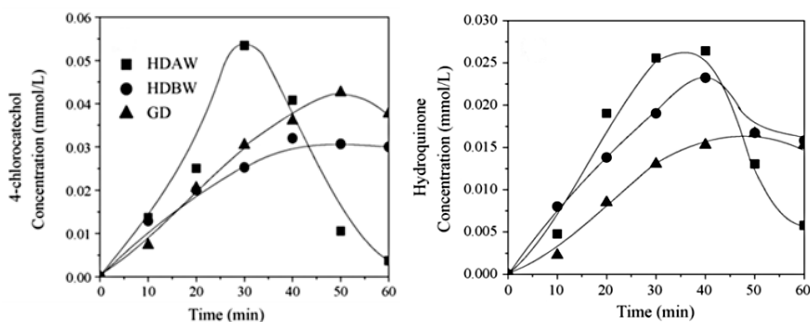 4-chlorocatechol
Concentration (mmol/L)
0.06
0.05
0.04
0.03
0.02
0.01
0.00
HDAW
HDBW
GD
0 10 20 30 40 50 60
Time (min)
Hydroquinone
Concentration (mmol/L)
0.030
0.025
0.020
0.015
0.010
0.005
0.000
0 10 20 30 40 50 60
Time (min)